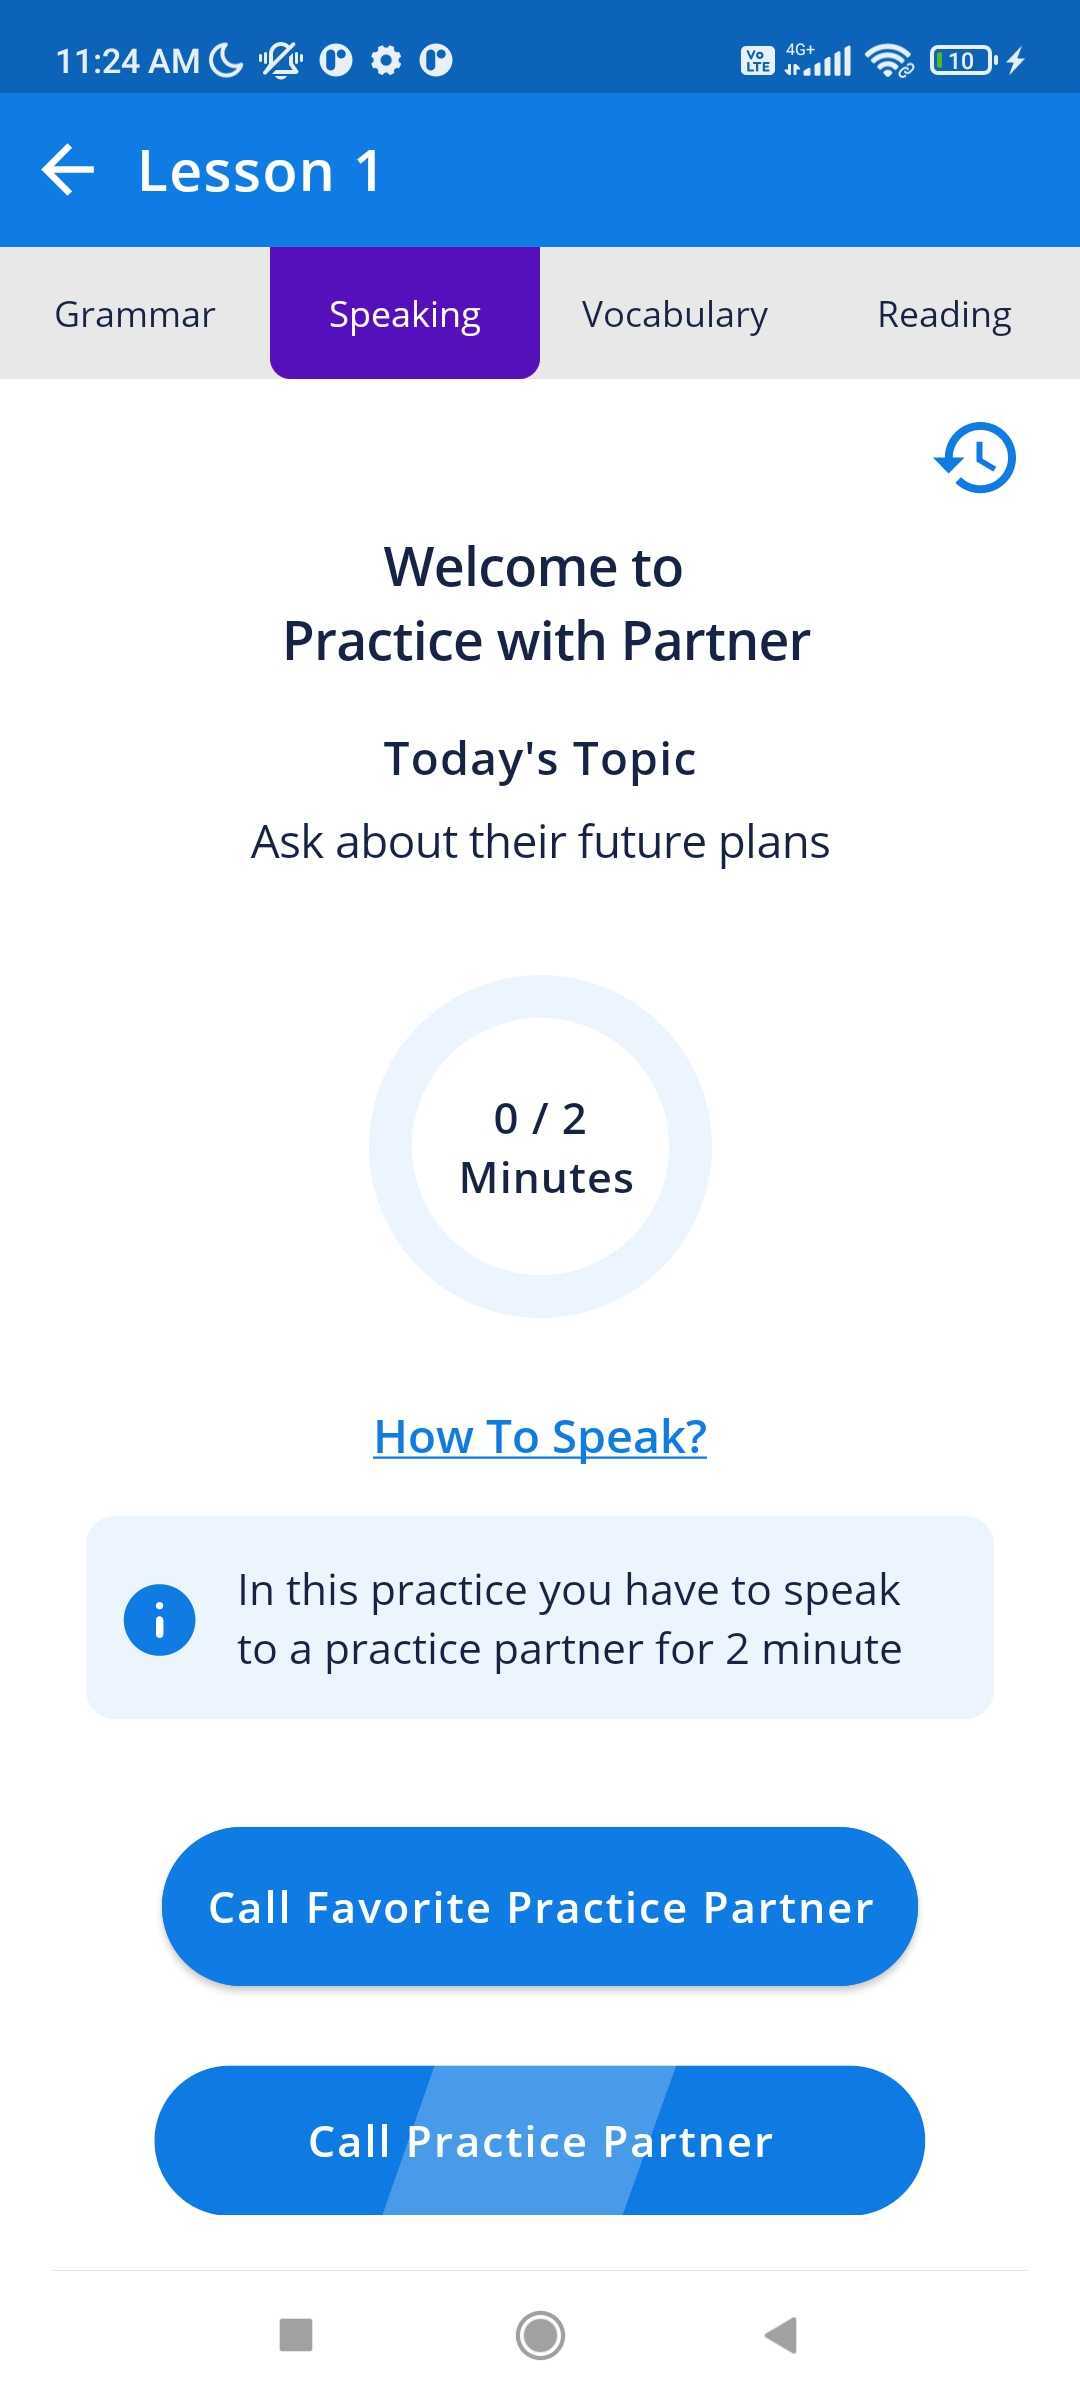 11:24 AM
Vo LTE 4G+ 10
Lesson 1
Grammar Speaking Vocabulary Reading
Welcome to
Practice with Partner
Today's Topic
Ask about their future plans
0 / 2
Minutes
How To Speak?
In this practice you have to speak
to a practice partner for 2 minute
Call Favorite Practice Partner
Call Practice Partner